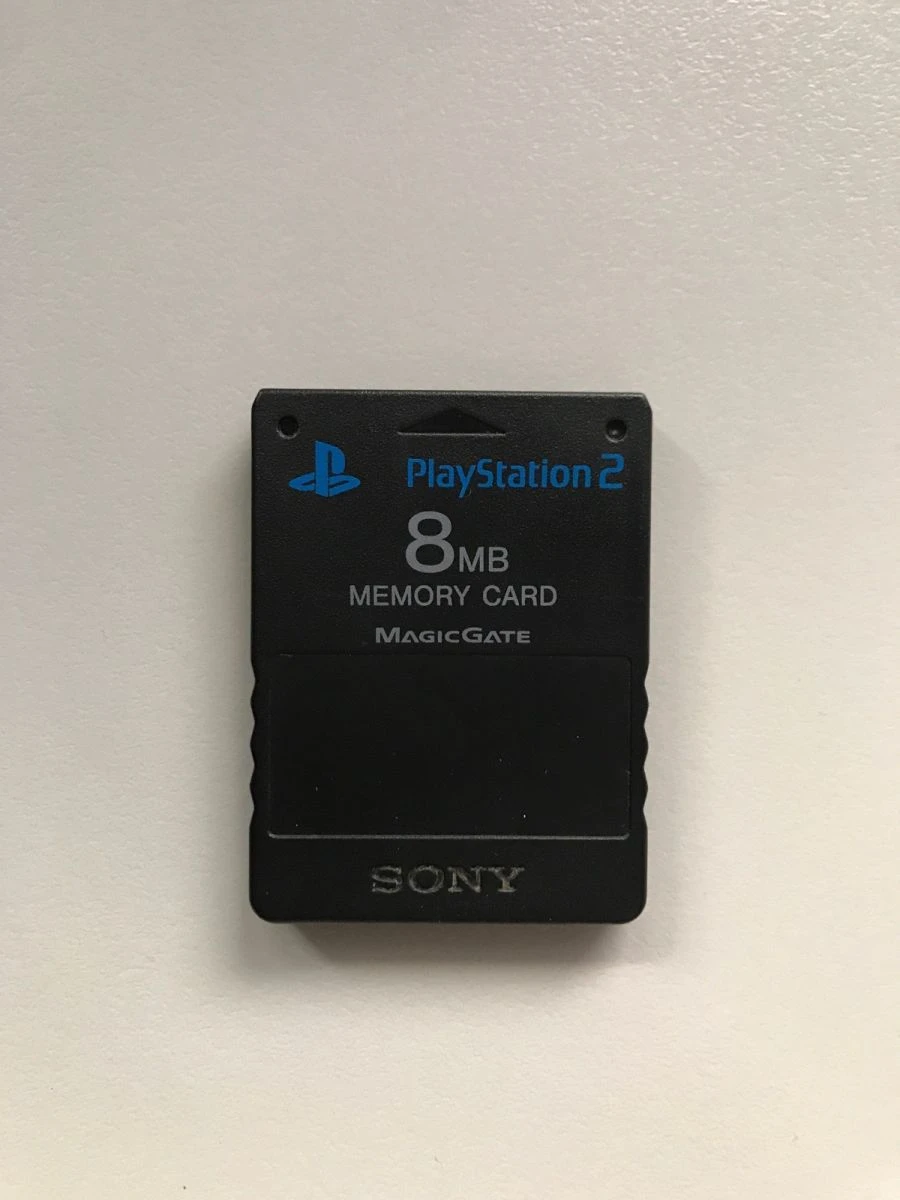 PlayStation 2
8MB
MEMORY CARD
MAGICGATE
SONY